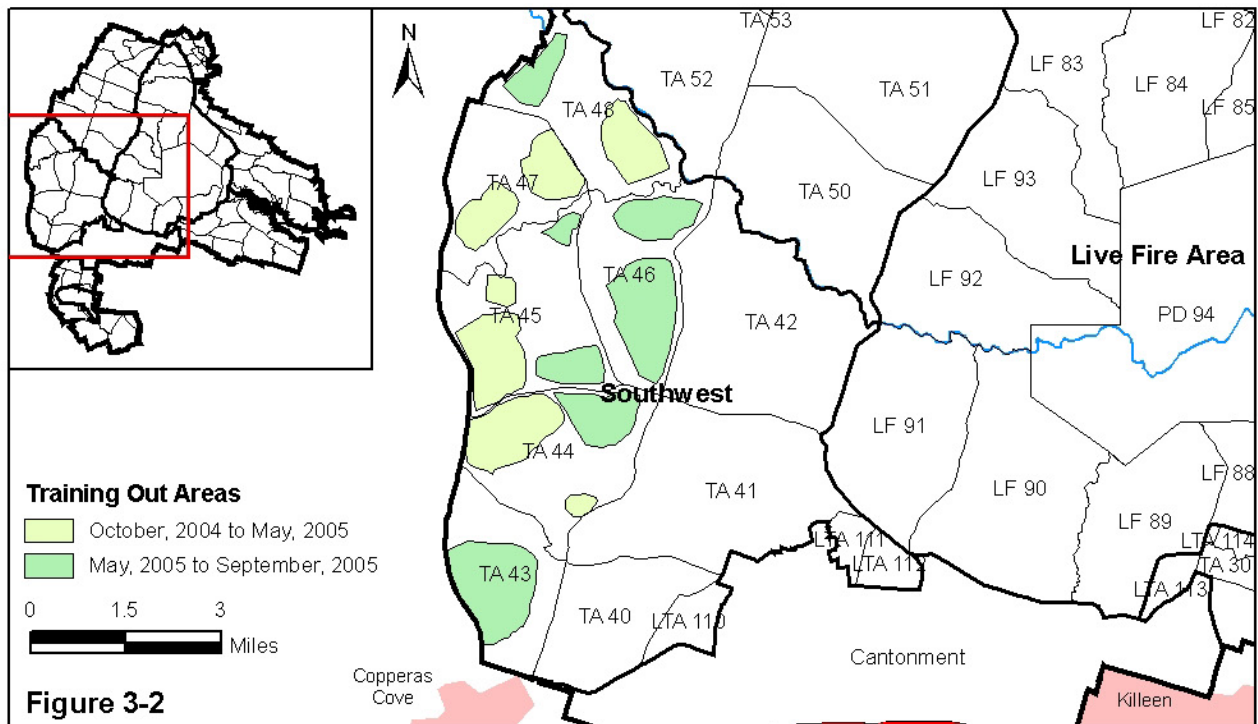 N
TA 53
LF 82
LF 83
TA 52
TA 51
LF 84
LF 85
TA 48
TA 47
TA 50
LF 93
Live Fire Area
TA 46
LF 92
TA 45
TA 42
PD 94
Southwest
LF 91
TA 44
LF 88
TA 41
LF 90
LF 89
LTA 111
LTA 112
LTA 114
TA 30
LTA 113
TA 43
TA 40
LTA 110
Cantonment
Copperas
Cove
Killeen
Training Out Areas
October, 2004 to May, 2005
May, 2005 to September, 2005
0 1.5 3
Miles
Figure 3-2